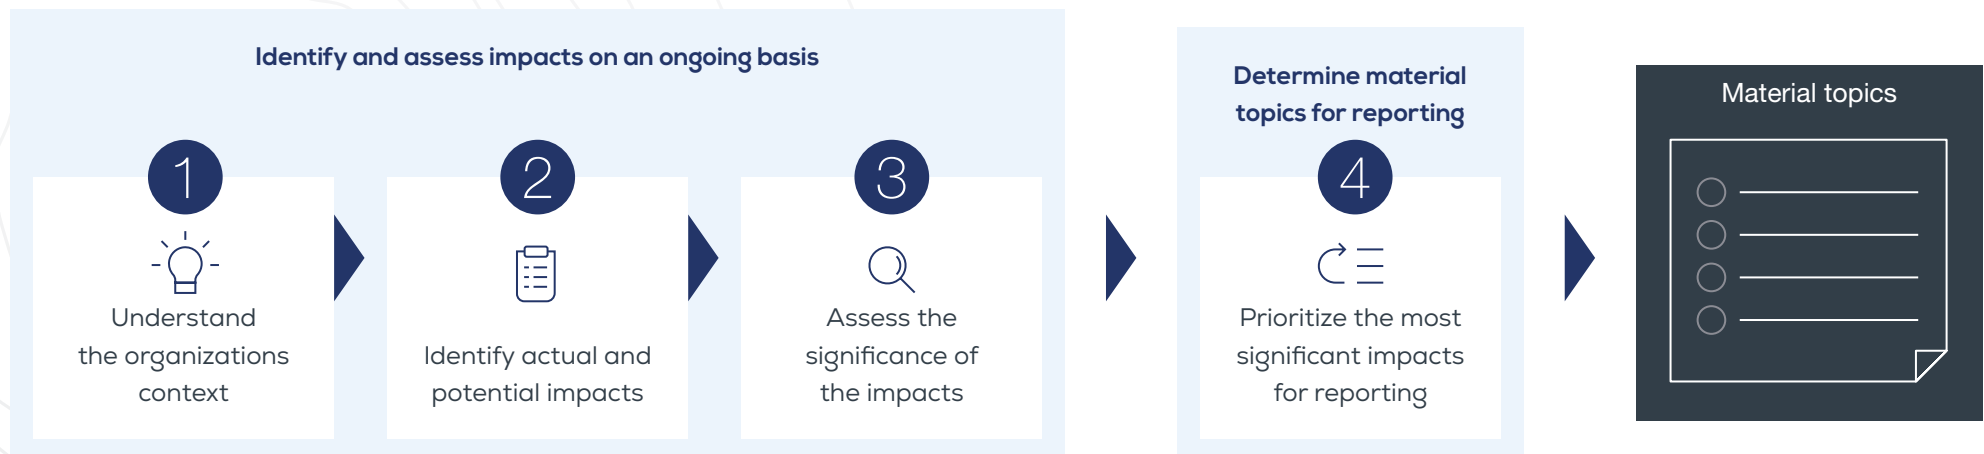 Identify and assess impacts on an ongoing basis
1
Understand
the organizations
context
2
Identify actual and
potential impacts
3
Assess the
significance of
the impacts
Determine material
topics for reporting
4
Prioritize the most
significant impacts
for reporting
Material topics